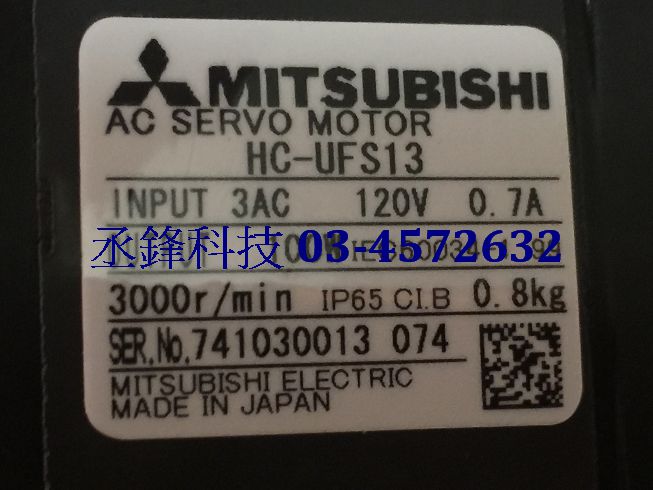 MITSUBISHI
AC SERVO MOTOR
HC-UFS13
INPUT 3AC 120V 0.7A
丞鋒科技 03-4572632
3000r/min IP65 CI.B 0.8kg
SER.No.741030013 074
MITSUBISHI ELECTRIC
MADE IN JAPAN